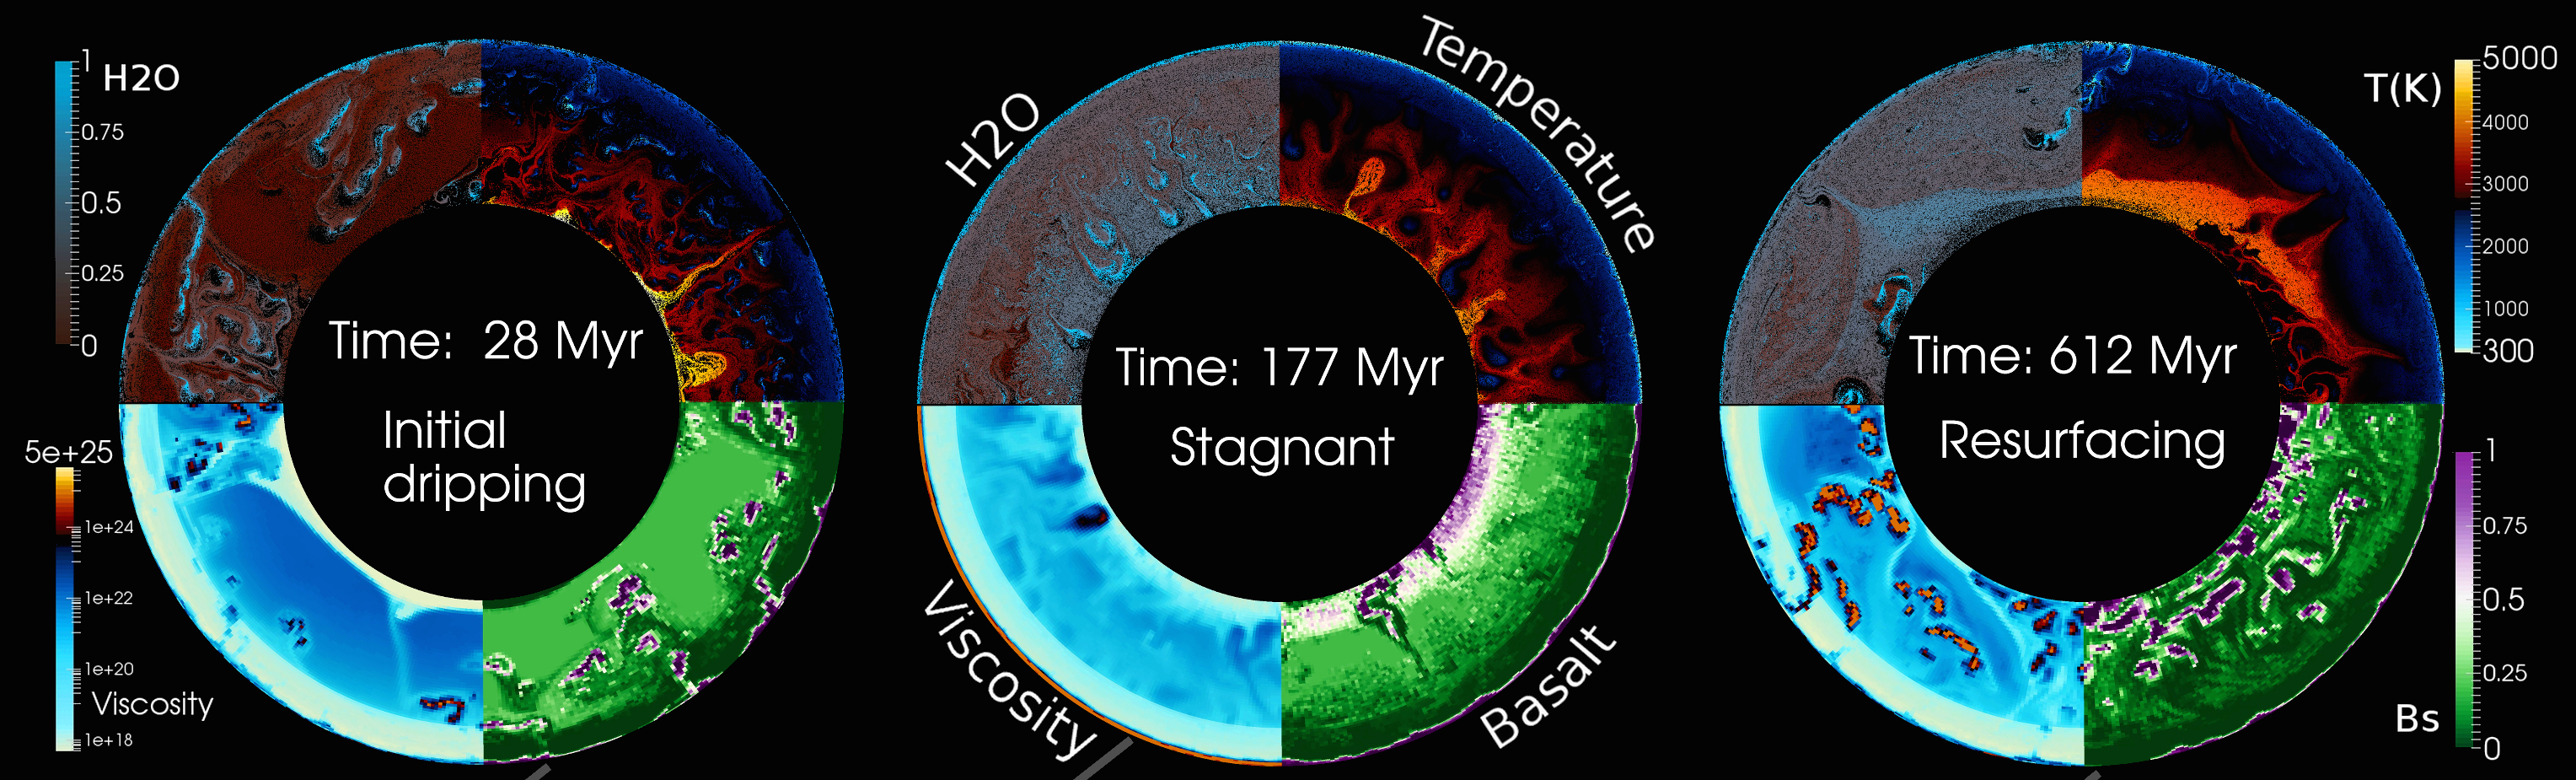 1
H2O
0.75
0.5
0.25
0
5e+25
1e+24
1e+22
1e+20
Viscosity
1e+18
Time: 28 Myr
Initial
dripping
H2O
Temperature
Time: 177 Myr
Stagnant
Viscosity
Basalt
Time: 612 Myr
Resurfacing
5000
T(K)
4000
3000
2000
1000
300
1
0.75
0.5
0.25
Bs
0